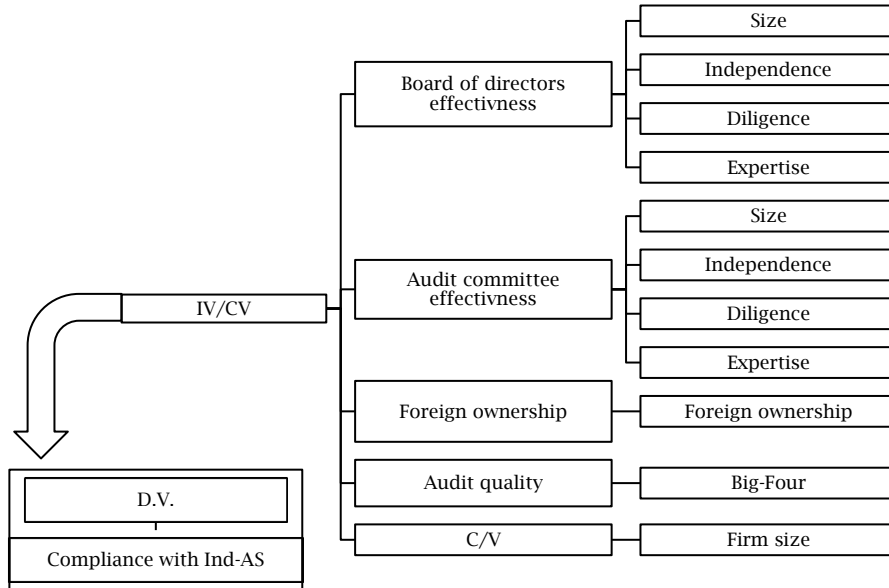 Size
Board of directors
effectivness
Independence
Diligence
Expertise
Size
Audit committee
effectivness
Independence
IV/CV
Diligence
Expertise
Foreign ownership
Foreign ownership
D.V.
Audit quality
Big-Four
Compliance with Ind-AS
C/V
Firm size